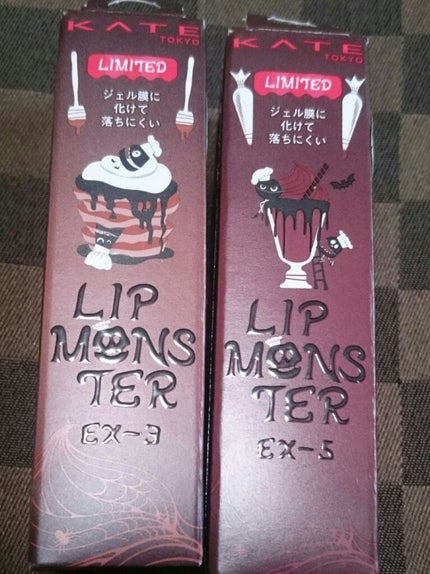 KATE
TOKYO
LIMITED
ジェル膜に
化けて
落ちにくい
LIP
MONS
TER
EX-3
KATE
TOKYO
LIMITED
ジェル膜に
化けて
落ちにくい
LIP
MONS
TER
EX-5